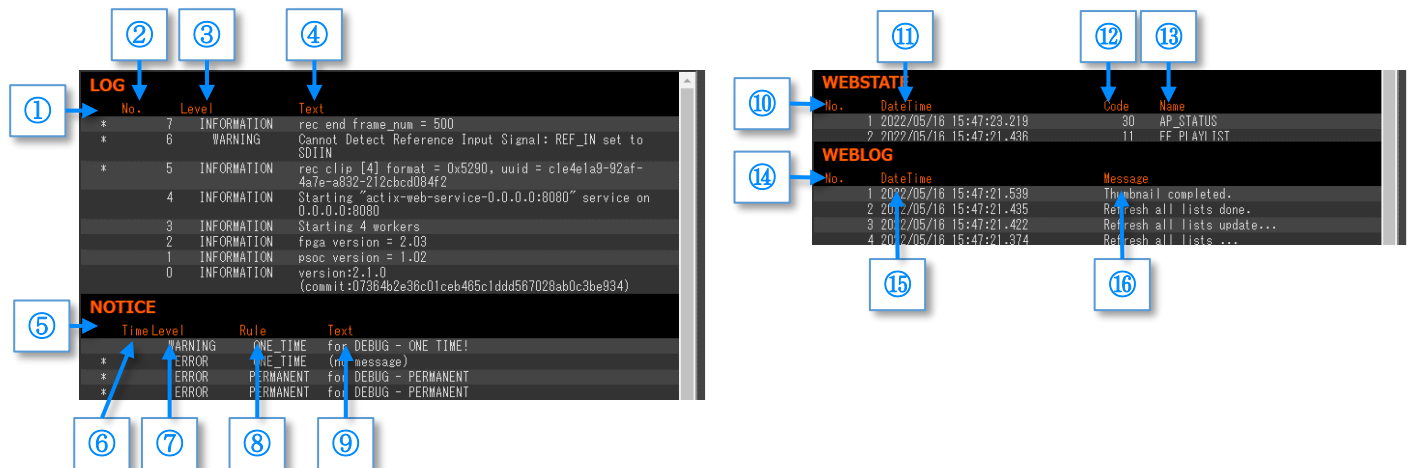 ② ③ ④
LOG
①
No. Level Text
* 7 INFORMATION rec end frame_num = 500
* 6 WARNING Cannot Detect Reference Input Signal: REF_IN set to
SDIIN
* 5 INFORMATION rec clip [4] format = 0x5290, uuid = c1e4e1a9-92af-
4a7e-a832-212cbcd084f2
4 INFORMATION Starting "actix-web-service-0.0.0.0:8080" service on
0.0.0.0:8080
3 INFORMATION Starting 4 workers
2 INFORMATION fpga version = 2.03
1 INFORMATION psoc version = 1.02
0 INFORMATION version:2.1.0
(commit:07364b2e36c01ceb465c1ddd567028ab0c3be934)
NOTICE
⑤
Time Level Rule Text
WARNING ONE_TIME for DEBUG - ONE TIME!
* ERROR ONE_TIME (no message)
* ERROR PERMANENT for DEBUG - PERMANENT
* ERROR PERMANENT for DEBUG - PERMANENT
⑥ ⑦ ⑧ ⑨
⑪ ⑫ ⑬
WEBSTATE
⑩
No. DateTime Code Name
1 2022/05/16 15:47:23.219 30 AP_STATUS
2 2022/05/16 15:47:21.436 11 FF_PLAYLIST
WEBLOG
⑭
No. DateTime Message
1 2022/05/16 15:47:21.539 Thumbnail completed.
2 2022/05/16 15:47:21.435 Refresh all lists done.
3 2022/05/16 15:47:21.422 Refresh all lists update...
4 2022/05/16 15:47:21.374 Refresh all lists ...
⑮ ⑯